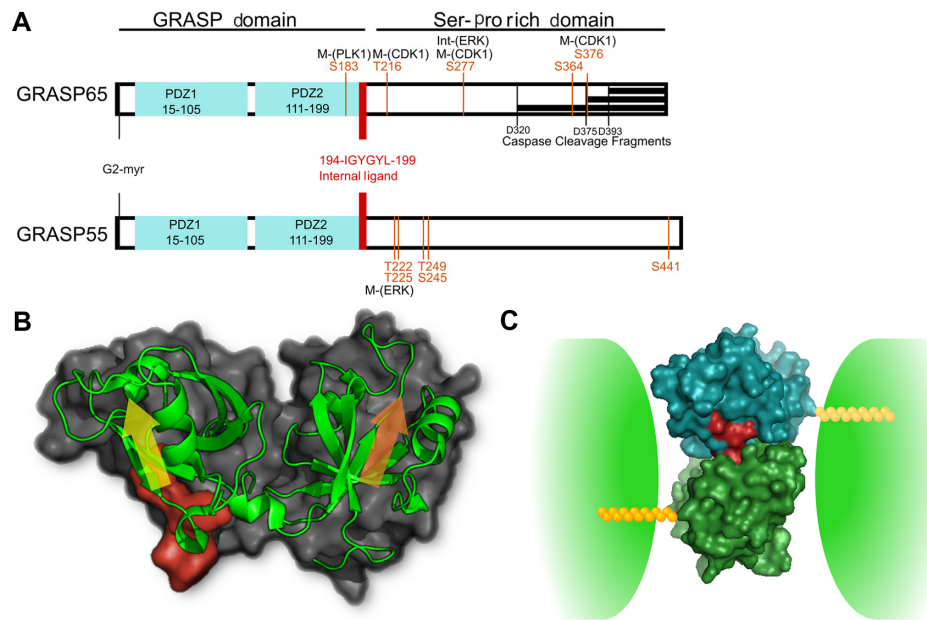 A
GRASP domain
Ser-pro rich domain
Int-(ERK)
M-(CDK1)
M-(PLK1) M-(CDK1) M-(CDK1)
S376
S183 T216 S277 S364
GRASP65
PDZ1 PDZ2
15-105 111-199
D320 D375 D393
Caspase Cleavage Fragments
G2-myr
194-IGYGYL-199
Internal ligand
GRASP55
PDZ1 PDZ2
15-105 111-199
T222 T249 S441
T225 S245
M-(ERK)
B
C